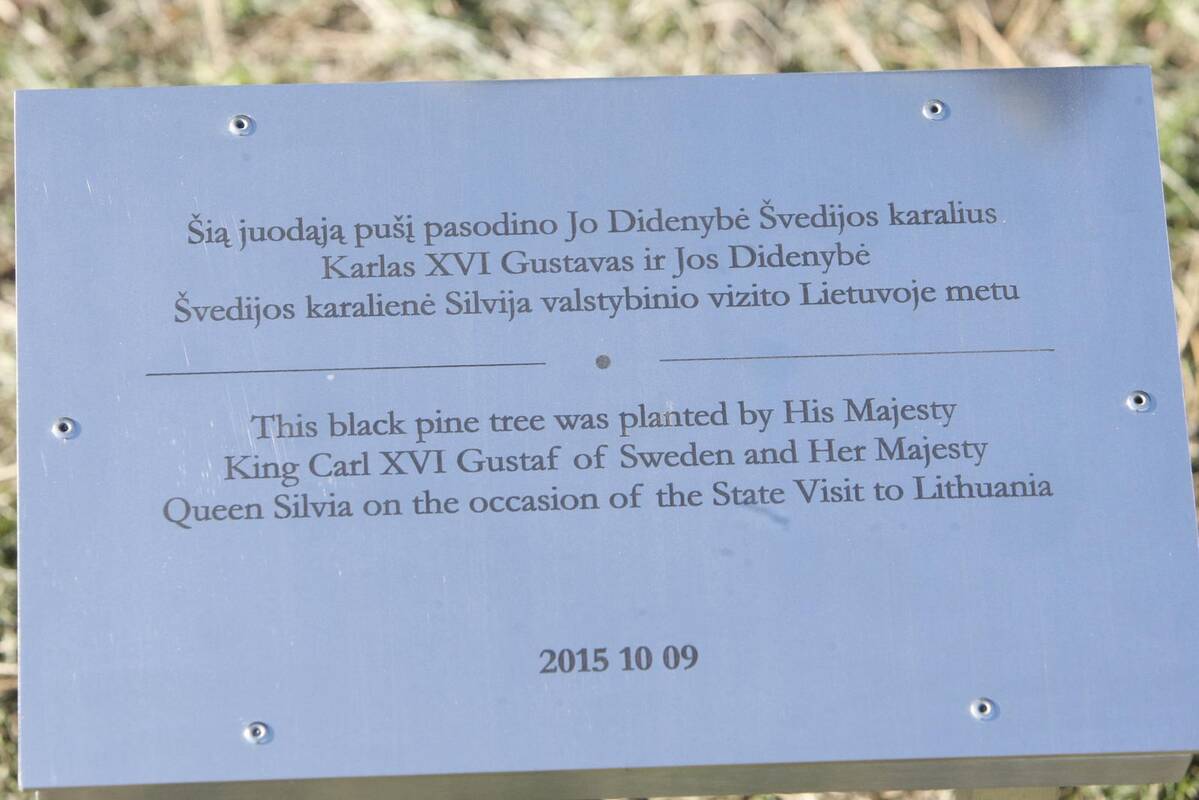 Šią juodąją pušį pasodino Jo Didenybė Švedijos karalius
Karlas XVI Gustavas ir Jos Didenybė
Švedijos karalienė Silvija valstybinio vizito Lietuvoje metu
This black pine tree was planted by His Majesty
King Carl XVI Gustaf of Sweden and Her Majesty
Queen Silvia on the occasion of the State Visit to Lithuania
2015 10 09